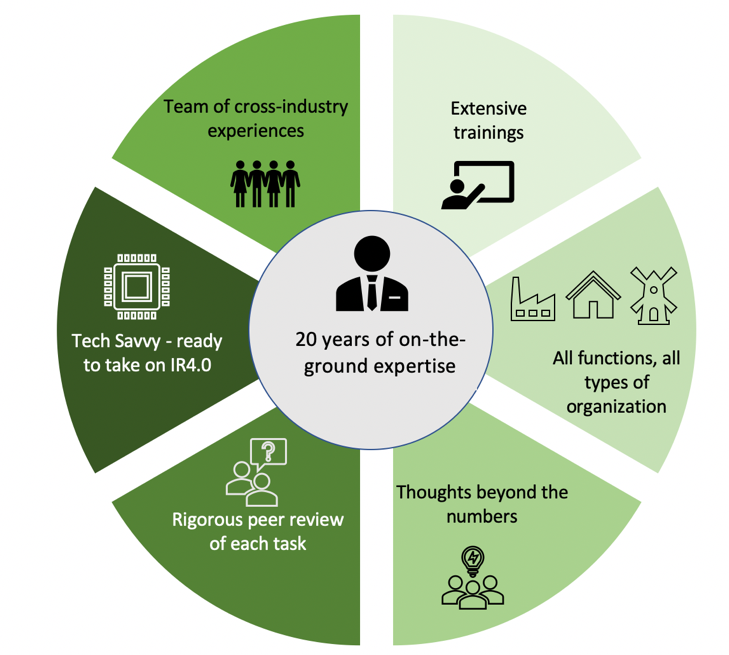 Team of cross-industry
experiences
Extensive
trainings
All functions, all
types of
organization
Thoughts beyond the
numbers
Rigorous peer review
of each task
Tech Savvy - ready
to take on IR4.0
20 years of on-the-
ground expertise
?